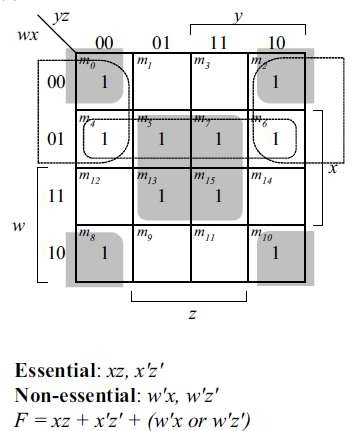 yz
y
wx
00 01 11 10
m0 m1 m3 m2
00 1 1
m4 m5 m7 m6
01 1 1 1 1
x
m12 m13 m15 m14
11 1 1
w
m8 m9 m11 m10
10 1 1
z
Essential: xz, x'z'
Non-essential: w'x, w'z'
F = xz + x'z' + (w'x or w'z')